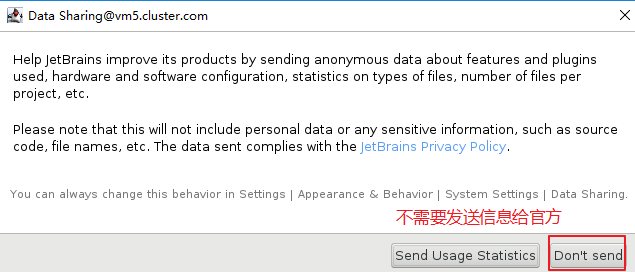 Data Sharing@vm5.cluster.com
Help JetBrains improve its products by sending anonymous data about features and plugins
used, hardware and software configuration, statistics on types of files, number of files per
project, etc.
Please note that this will not include personal data or any sensitive information, such as source
code, file names, etc. The data sent complies with the JetBrains Privacy Policy.
You can always change this behavior in Settings | Appearance & Behavior | System Settings | Data Sharing.
不需要发送信息给官方
Send Usage Statistics
Don't send